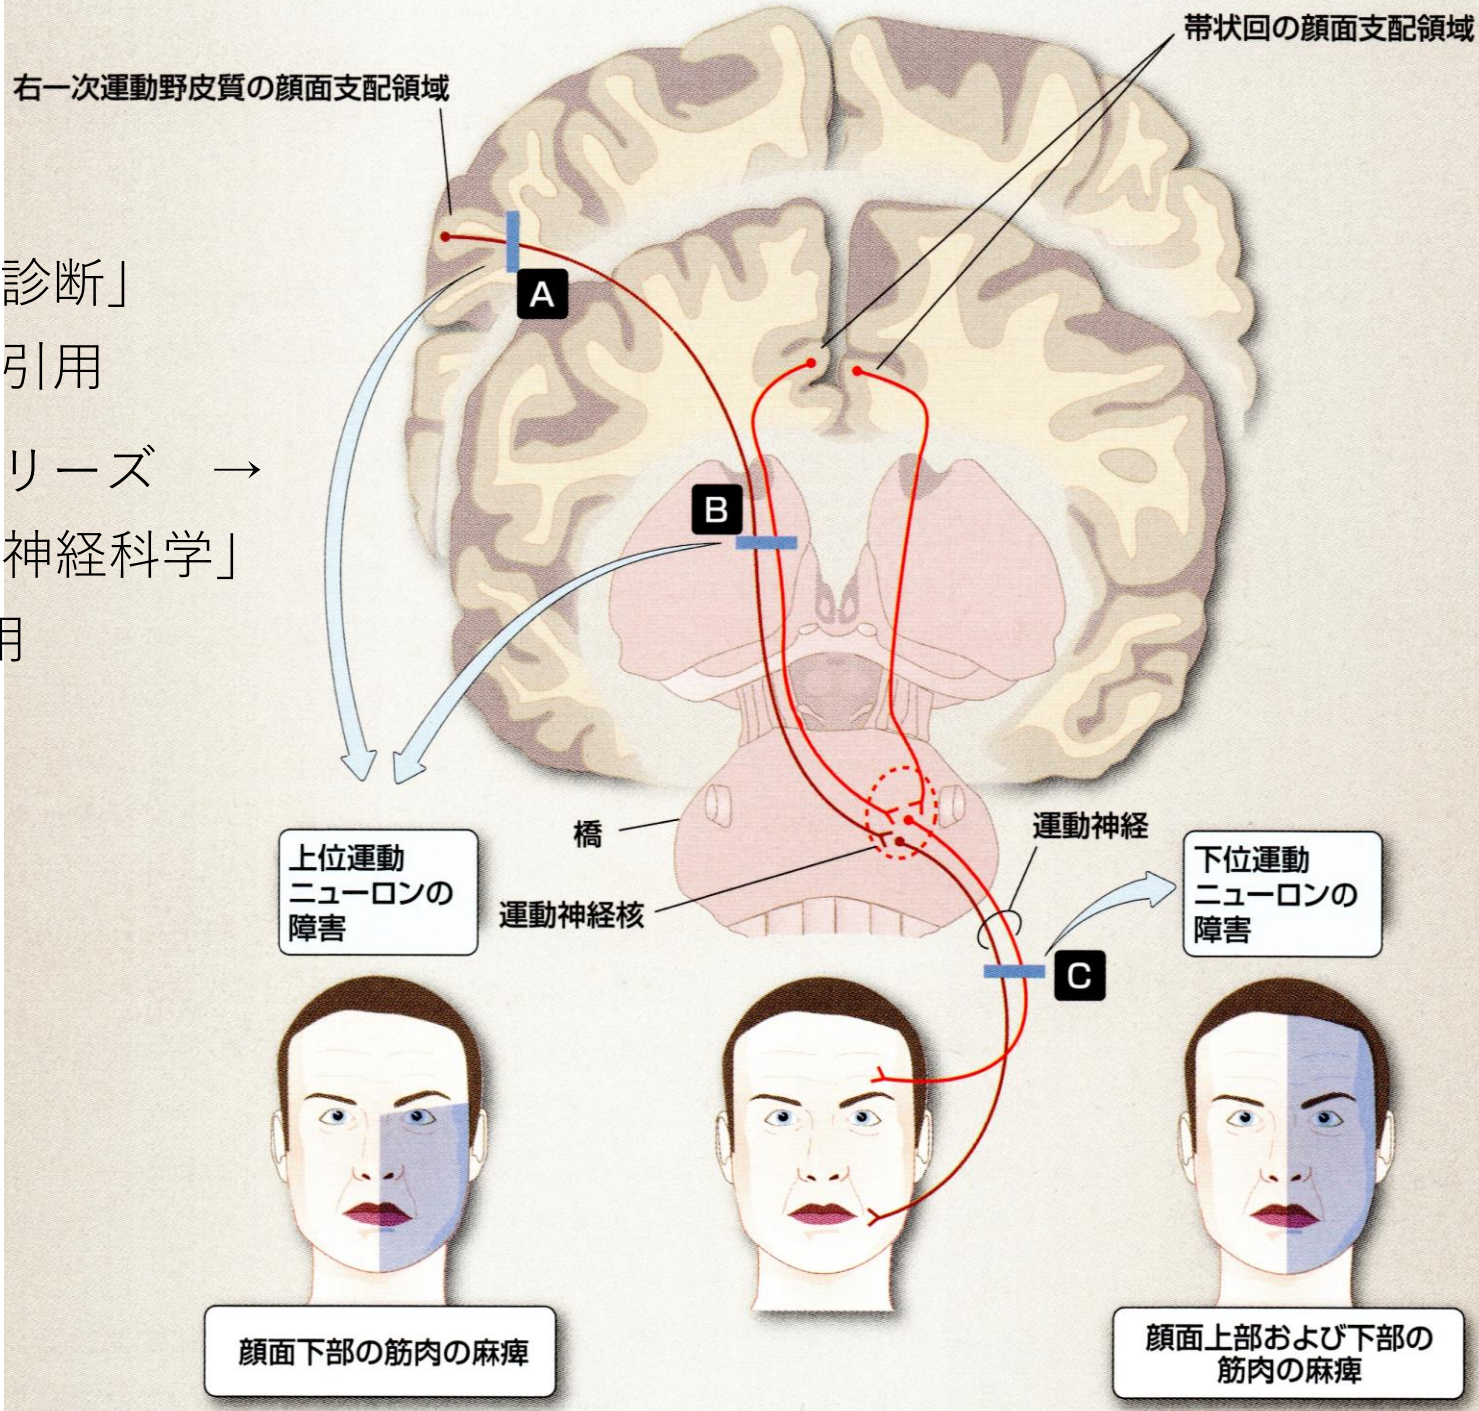 帯状回の顔面支配領域
右一次運動野皮質の顔面支配領域
診断」
引用
リーズ →
神経科学」
用
A
B
橋
運動神経核
運動神経
C
上位運動
ニューロンの
障害
下位運動
ニューロンの
障害
顔面下部の筋肉の麻痺
顔面上部および下部の
筋肉の麻痺